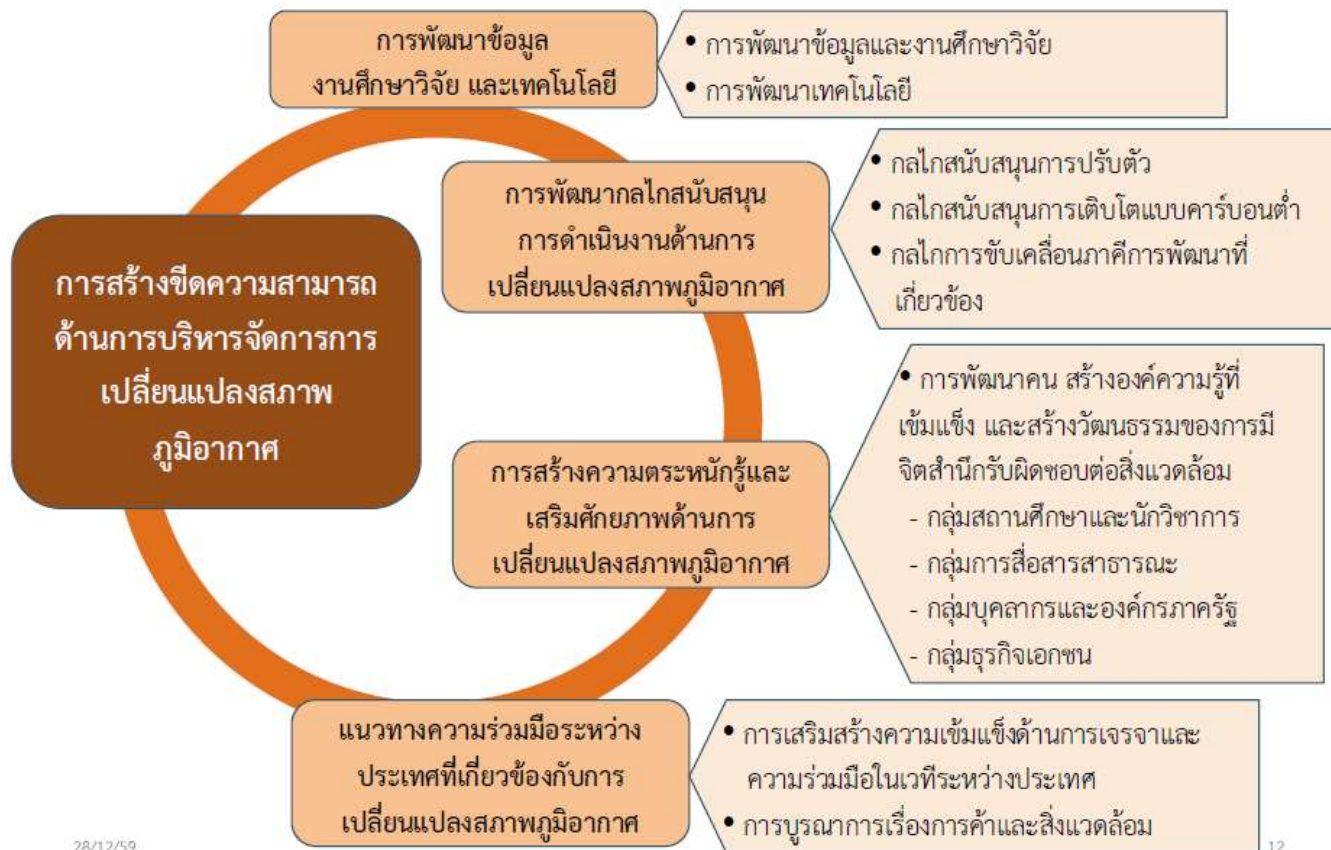 การพัฒนาข้อมูล
งานศึกษาวิจัย และเทคโนโลยี
• การพัฒนาข้อมูลและงานศึกษาวิจัย
• การพัฒนาเทคโนโลยี
การพัฒนากลไกสนับสนุน
การดำเนินงานด้านการ
เปลี่ยนแปลงสภาพภูมิอากาศ
• กลไกสนับสนุนการปรับตัว
• กลไกสนับสนุนการเติบโตแบบคาร์บอนต่ำ
• กลไกการขับเคลื่อนภาคีการพัฒนาที่
เกี่ยวข้อง
การสร้างขีดความสามารถ
ด้านการบริหารจัดการการ
เปลี่ยนแปลงสภาพ
ภูมิอากาศ
การสร้างความตระหนักรู้และ
เสริมศักยภาพด้านการ
เปลี่ยนแปลงสภาพภูมิอากาศ
• การพัฒนาคน สร้างองค์ความรู้ที่
เข้มแข็ง และสร้างวัฒนธรรมของการมี
จิตสำนึกรับผิดชอบต่อสิ่งแวดล้อม
- กลุ่มสถานศึกษาและนักวิชาการ
- กลุ่มการสื่อสารสาธารณะ
- กลุ่มบุคลากรและองค์กรภาครัฐ
- กลุ่มธุรกิจเอกชน
แนวทางความร่วมมือระหว่าง
ประเทศที่เกี่ยวข้องกับการ
เปลี่ยนแปลงสภาพภูมิอากาศ
• การเสริมสร้างความเข้มแข็งด้านการเจรจาและ
ความร่วมมือในเวทีระหว่างประเทศ
• การบูรณาการเรื่องการค้าและสิ่งแวดล้อม
28/12/59
12